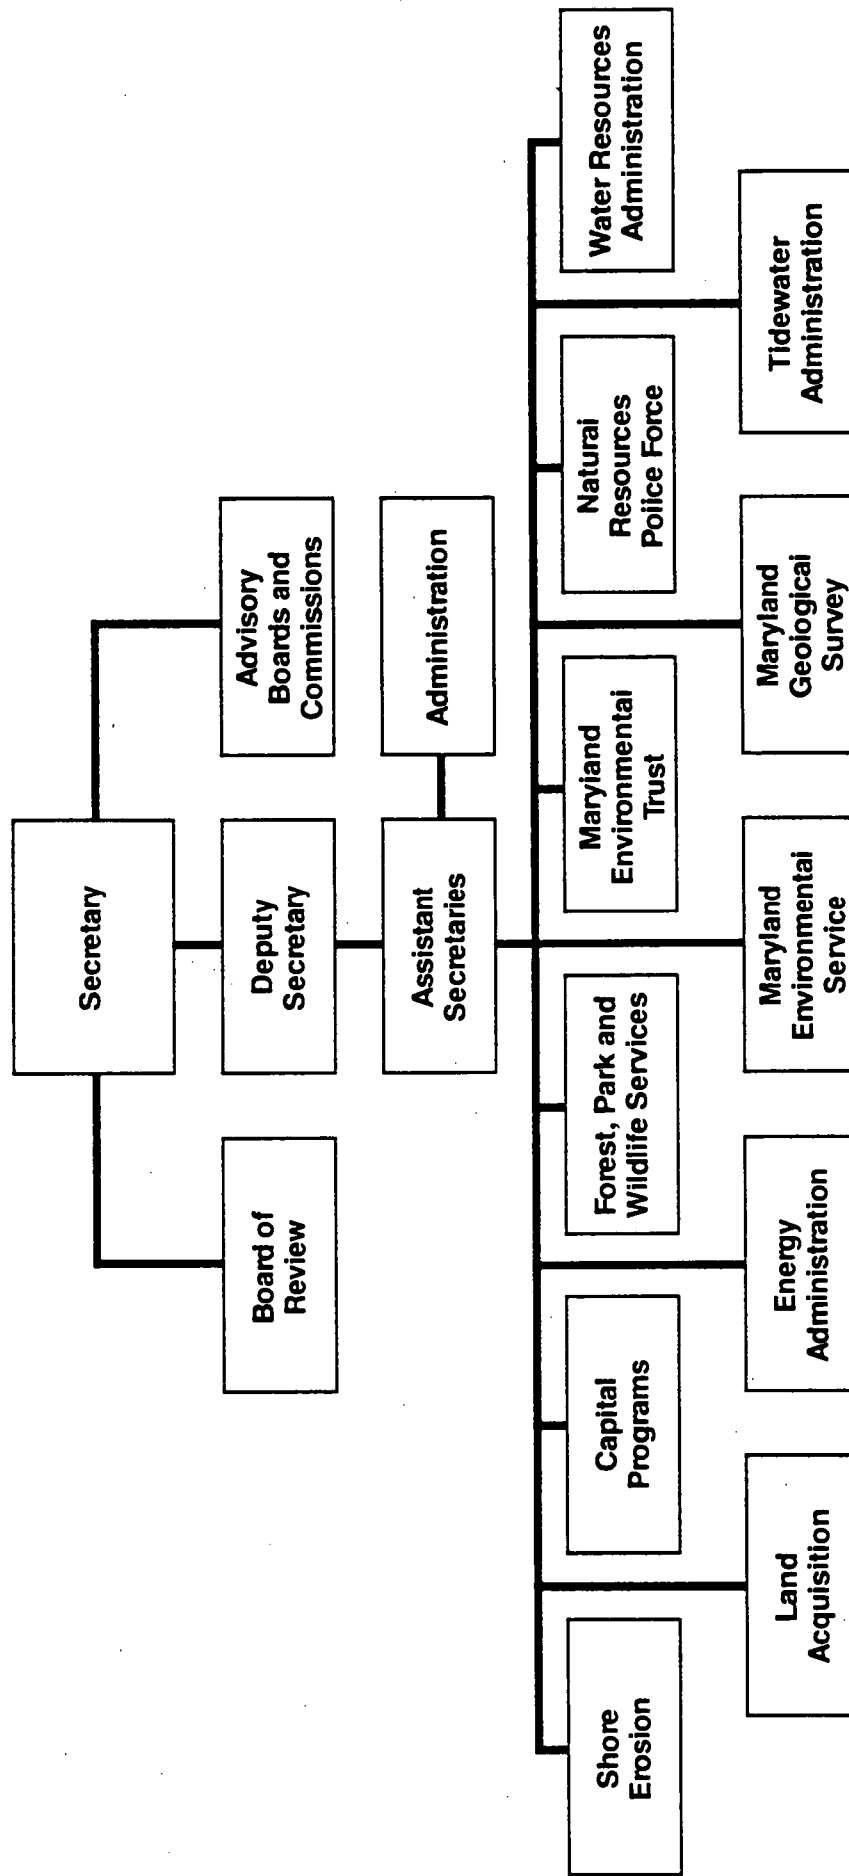 Secretary
Board of
Review
Deputy
Secretary
Advisory
Boards and
Commissions
Assistant
Secretaries
Administration
Shore
Erosion
Capital
Programs
Forest, Park and
Wildlife Services
Maryland
Environmental
Trust
Natural
Resources
Police Force
Water Resources
Administration
Land
Acquisition
Energy
Administration
Maryland
Environmental
Service
Maryland
Geological
Survey
Tidewater
Administration